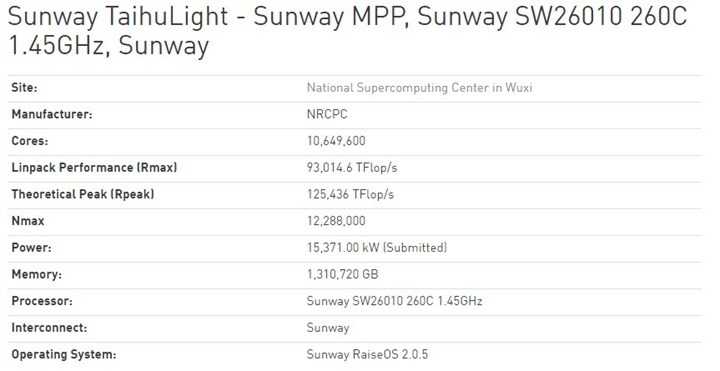 Sunway TaihuLight - Sunway MPP, Sunway SW26010 260C
1.45GHz, Sunway
Site: National Supercomputing Center in Wuxi
Manufacturer: NRCPC
Cores: 10,649,600
Linpack Performance (Rmax) 93,014.6 TFlop/s
Theoretical Peak (Rpeak) 125,436 TFlop/s
Nmax 12,288,000
Power: 15,371.00 kW (Submitted)
Memory: 1,310,720 GB
Processor: Sunway SW26010 260C 1.45GHz
Interconnect: Sunway
Operating System: Sunway RaiseOS 2.0.5